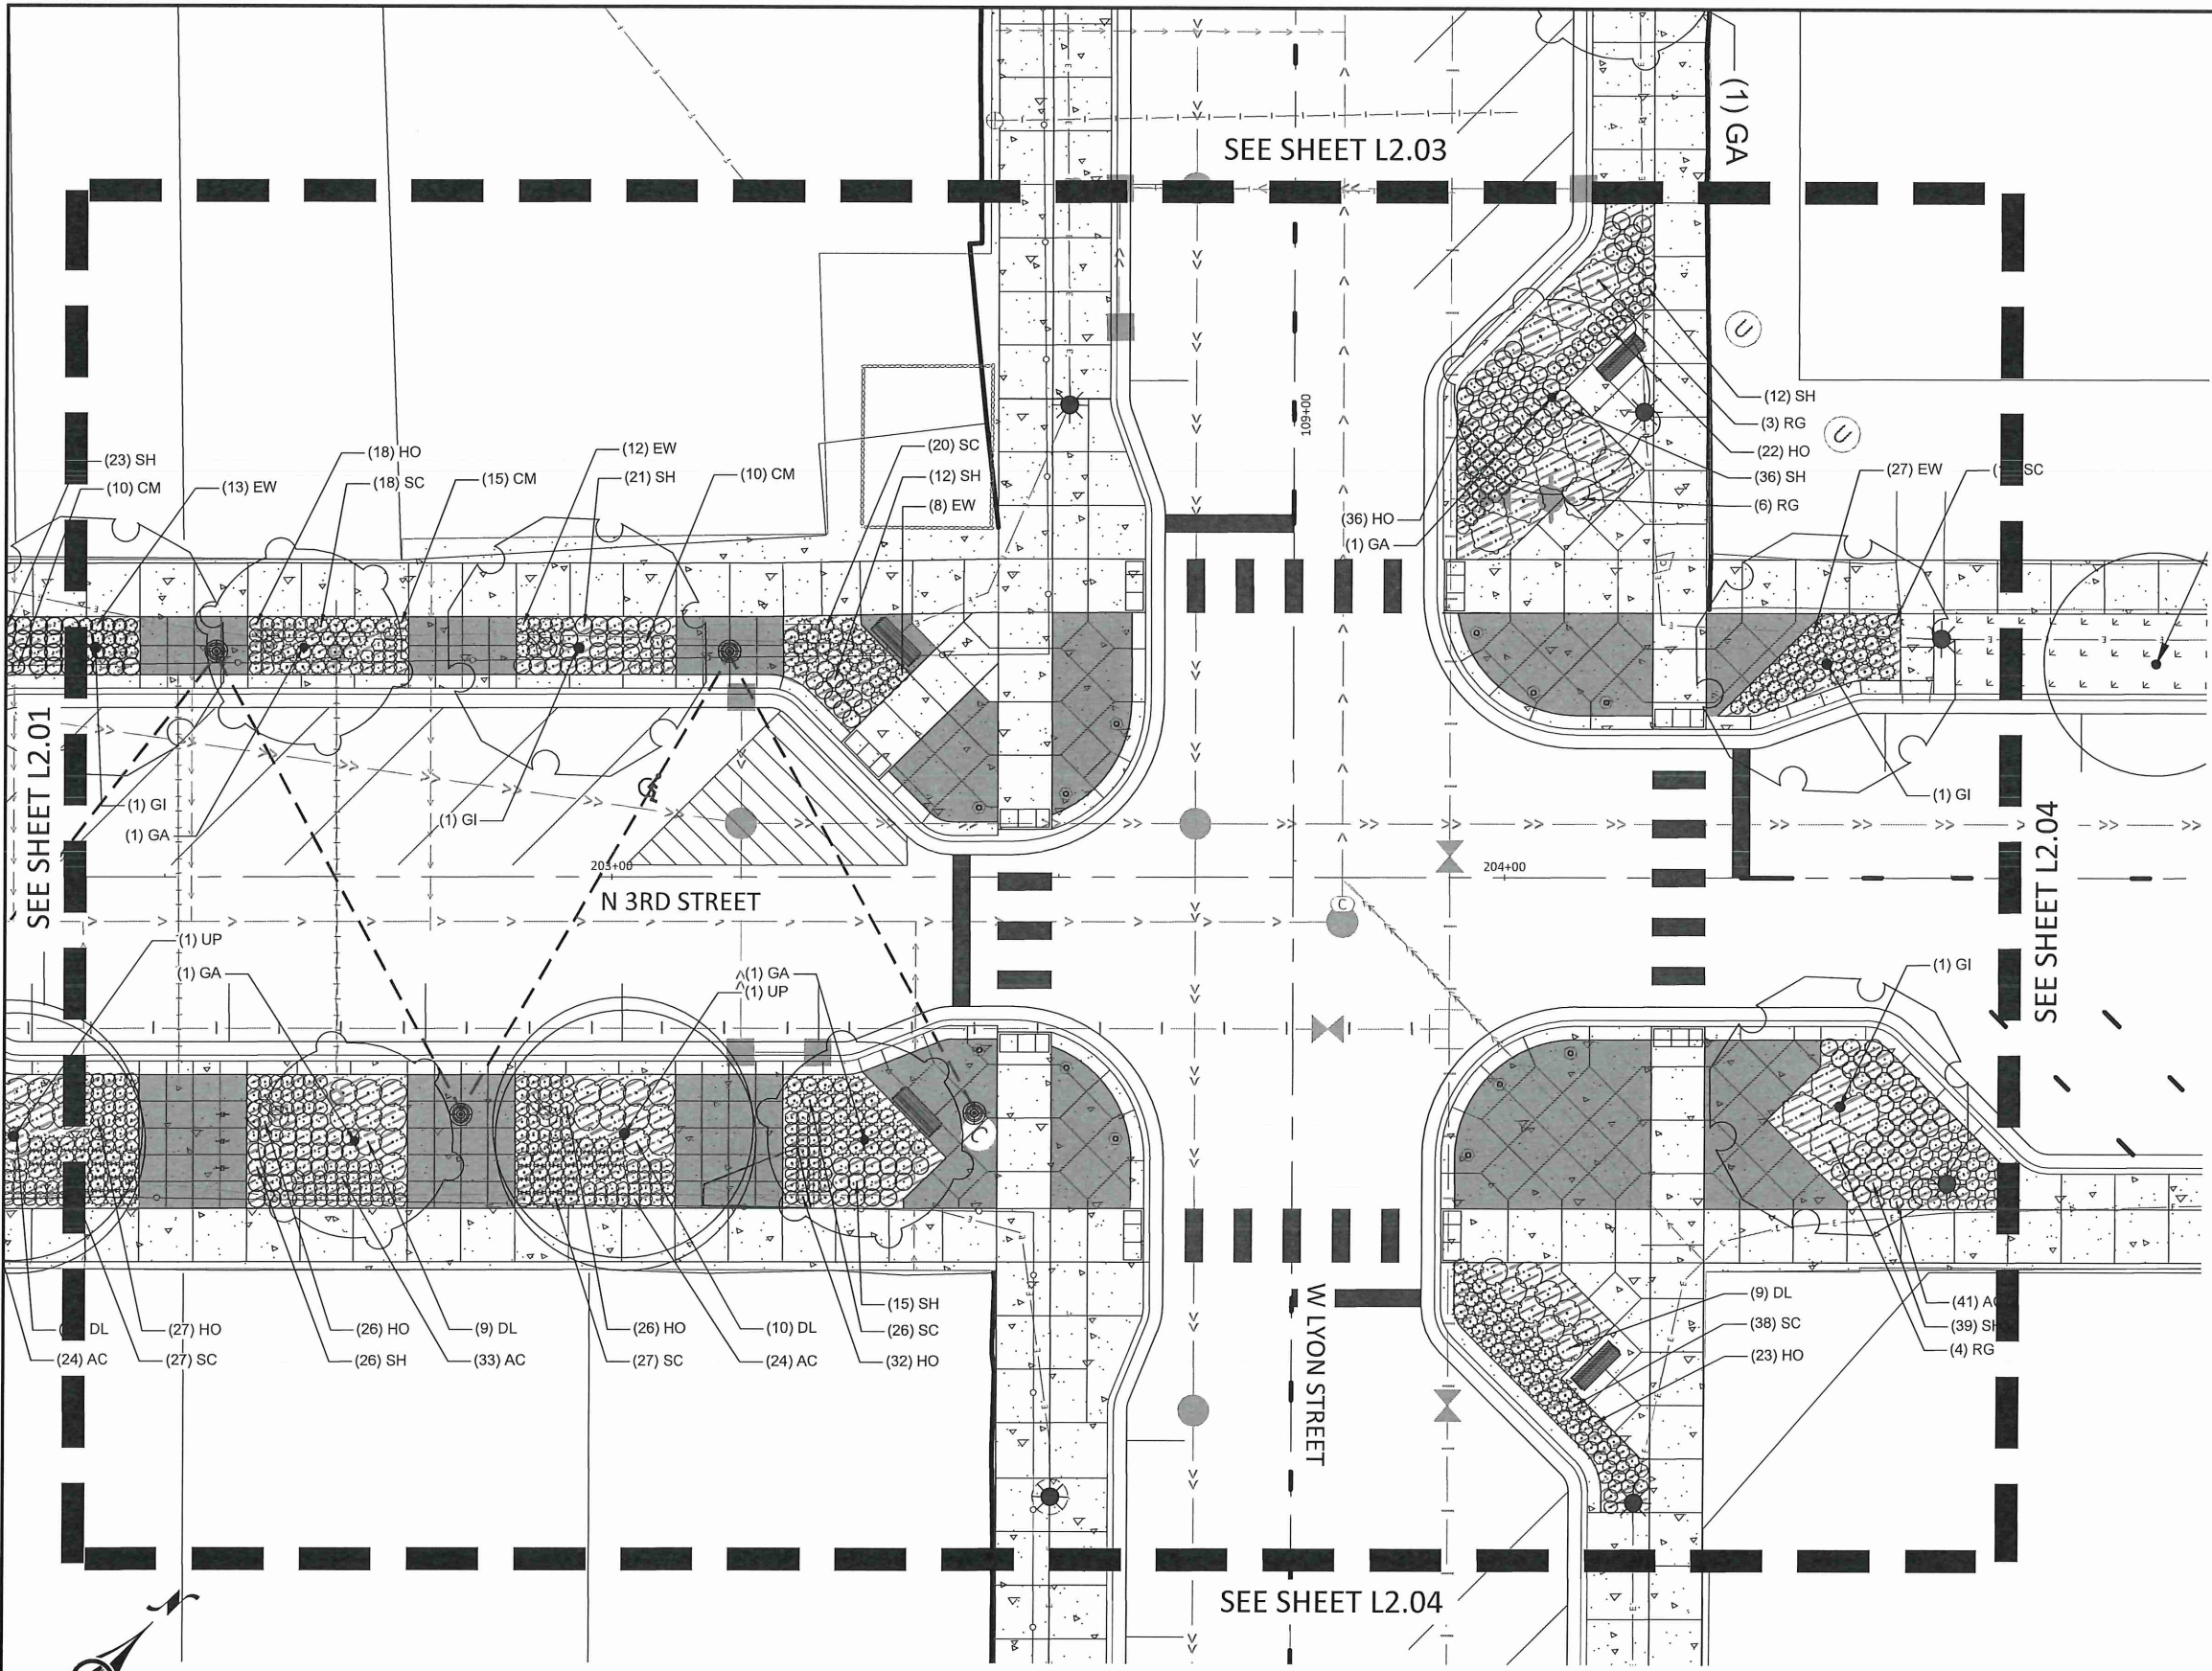 SEE SHEET L2.03
(1) GA
109+00
(12) SH
(3) RG
(22) HO
(36) SH
(6) RG
(36) HO
(1) GA
(27) EW
SC
(23) SH
(10) CM
(13) EW
(18) HO
(18) SC
(15) CM
(12) EW
(21) SH
(10) CM
(20) SC
(12) SH
(8) EW
U
U
SEE SHEET L2.01
(1) GI
(1) GA
(1) GI
(1) GI
203+00
204+00
N 3RD STREET
C
SEE SHEET L2.04
(1) UP
(1) GA
(1) GA
(1) UP
(1) GI
DL
(24) AC
(27) HO
(27) SC
(26) HO
(26) SH
(9) DL
(33) AC
(26) HO
(27) SC
(10) DL
(24) AC
(15) SH
(26) SC
(32) HO
W LYON STREET
(9) DL
(38) SC
(23) HO
(41) AC
(39) SH
(4) RG
SEE SHEET L2.04
N